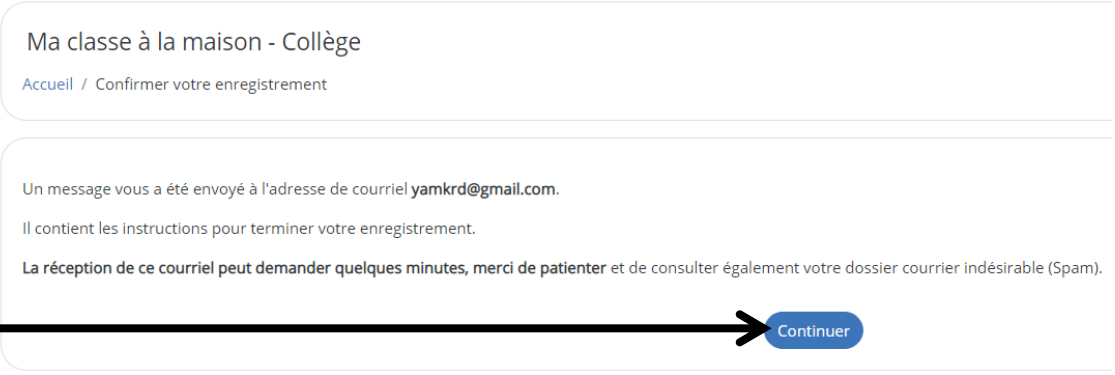 Ma classe à la maison - Collège
Accueil / Confirmer votre enregistrement
Un message vous a été envoyé à l'adresse de courriel yamkrd@gmail.com.
Il contient les instructions pour terminer votre enregistrement.
La réception de ce courriel peut demander quelques minutes, merci de patienter et de consulter également votre dossier courrier indésirable (Spam).
Continuer